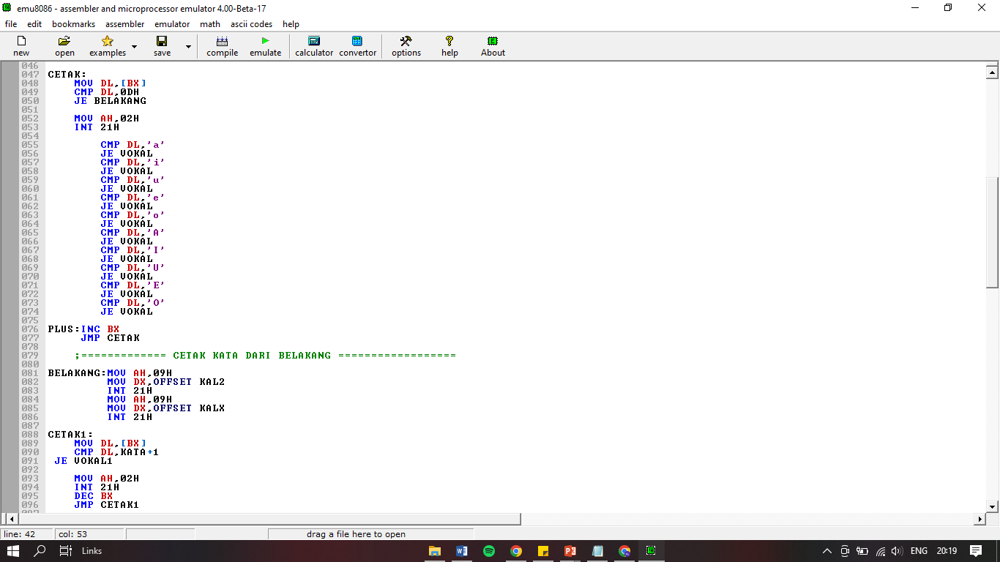 emu8086 - assembler and microprocessor emulator 4.00-Beta-17
file edit bookmarks assembler emulator math ascii codes help
new open examples save compile emulate calculator convertor options help About
046
047 CETAK:
048 MOV DL,[BX]
049 CMP DL,0DH
050 JE BELAKANG
051
052 MOV AH,02H
053 INT 21H
054
055 CMP DL,'a'
056 JE VOKAL
057 CMP DL,'i'
058 JE VOKAL
059 CMP DL,'u'
060 JE VOKAL
061 CMP DL,'e'
062 JE VOKAL
063 CMP DL,'o'
064 JE VOKAL
065 CMP DL,'A'
066 JE VOKAL
067 CMP DL,'I'
068 JE VOKAL
069 CMP DL,'U'
070 JE VOKAL
071 CMP DL,'E'
072 JE VOKAL
073 CMP DL,'O'
074 JE VOKAL
075
076 PLUS:INC BX
077 JMP CETAK
078
079 ;============= CETAK KATA DARI BELAKANG ==================
080
081 BELAKANG:MOV AH,09H
082 MOV DX,OFFSET KAL2
083 INT 21H
084 MOV AH,09H
085 MOV DX,OFFSET KALX
086 INT 21H
087
088 CETAK1:
089 MOV DL,[BX]
090 CMP DL,KATA+1
091 JE VOKAL1
092
093 MOV AH,02H
094 INT 21H
095 DEC BX
096 JMP CETAK1
line: 42 col: 53 drag a file here to open
Links ENG 20:19